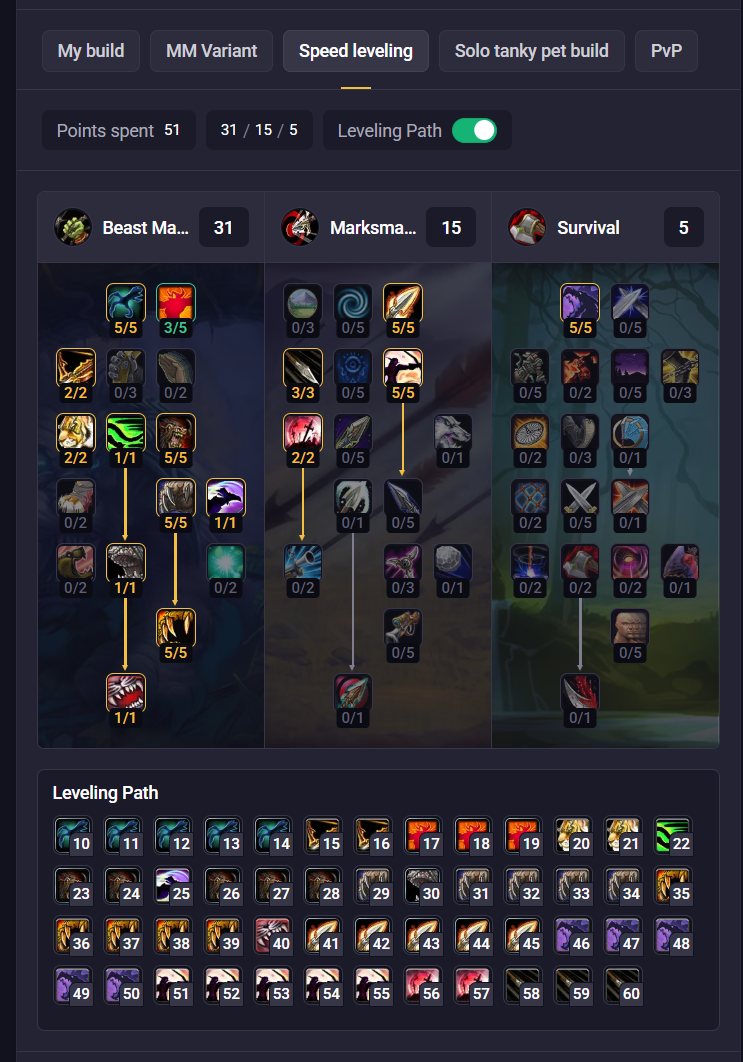 My build MM Variant Speed leveling Solo tanky pet build PvP
Points spent 51 31 / 15 / 5 Leveling Path
Beast Ma... 31 Marksma... 15 Survival 5
5/5 3/5 0/3 0/5 5/5 5/5 0/5
2/2 0/3 0/2 3/3 0/5 5/5 0/5 0/2 0/5 0/3
2/2 1/1 5/5 2/2 0/5 0/1 0/2 0/3 0/1
0/2 5/5 1/1 0/1 0/5 0/2 0/5 0/1
0/2 1/1 0/2 0/2 0/3 0/1 0/2 0/2 0/2 0/1
5/5 0/5 0/5
1/1 0/1 0/1
Leveling Path
10 11 12 13 14 15 16 17 18 19 20 21 22
23 24 25 26 27 28 29 30 31 32 33 34 35
36 37 38 39 40 41 42 43 44 45 46 47 48
49 50 51 52 53 54 55 56 57 58 59 60